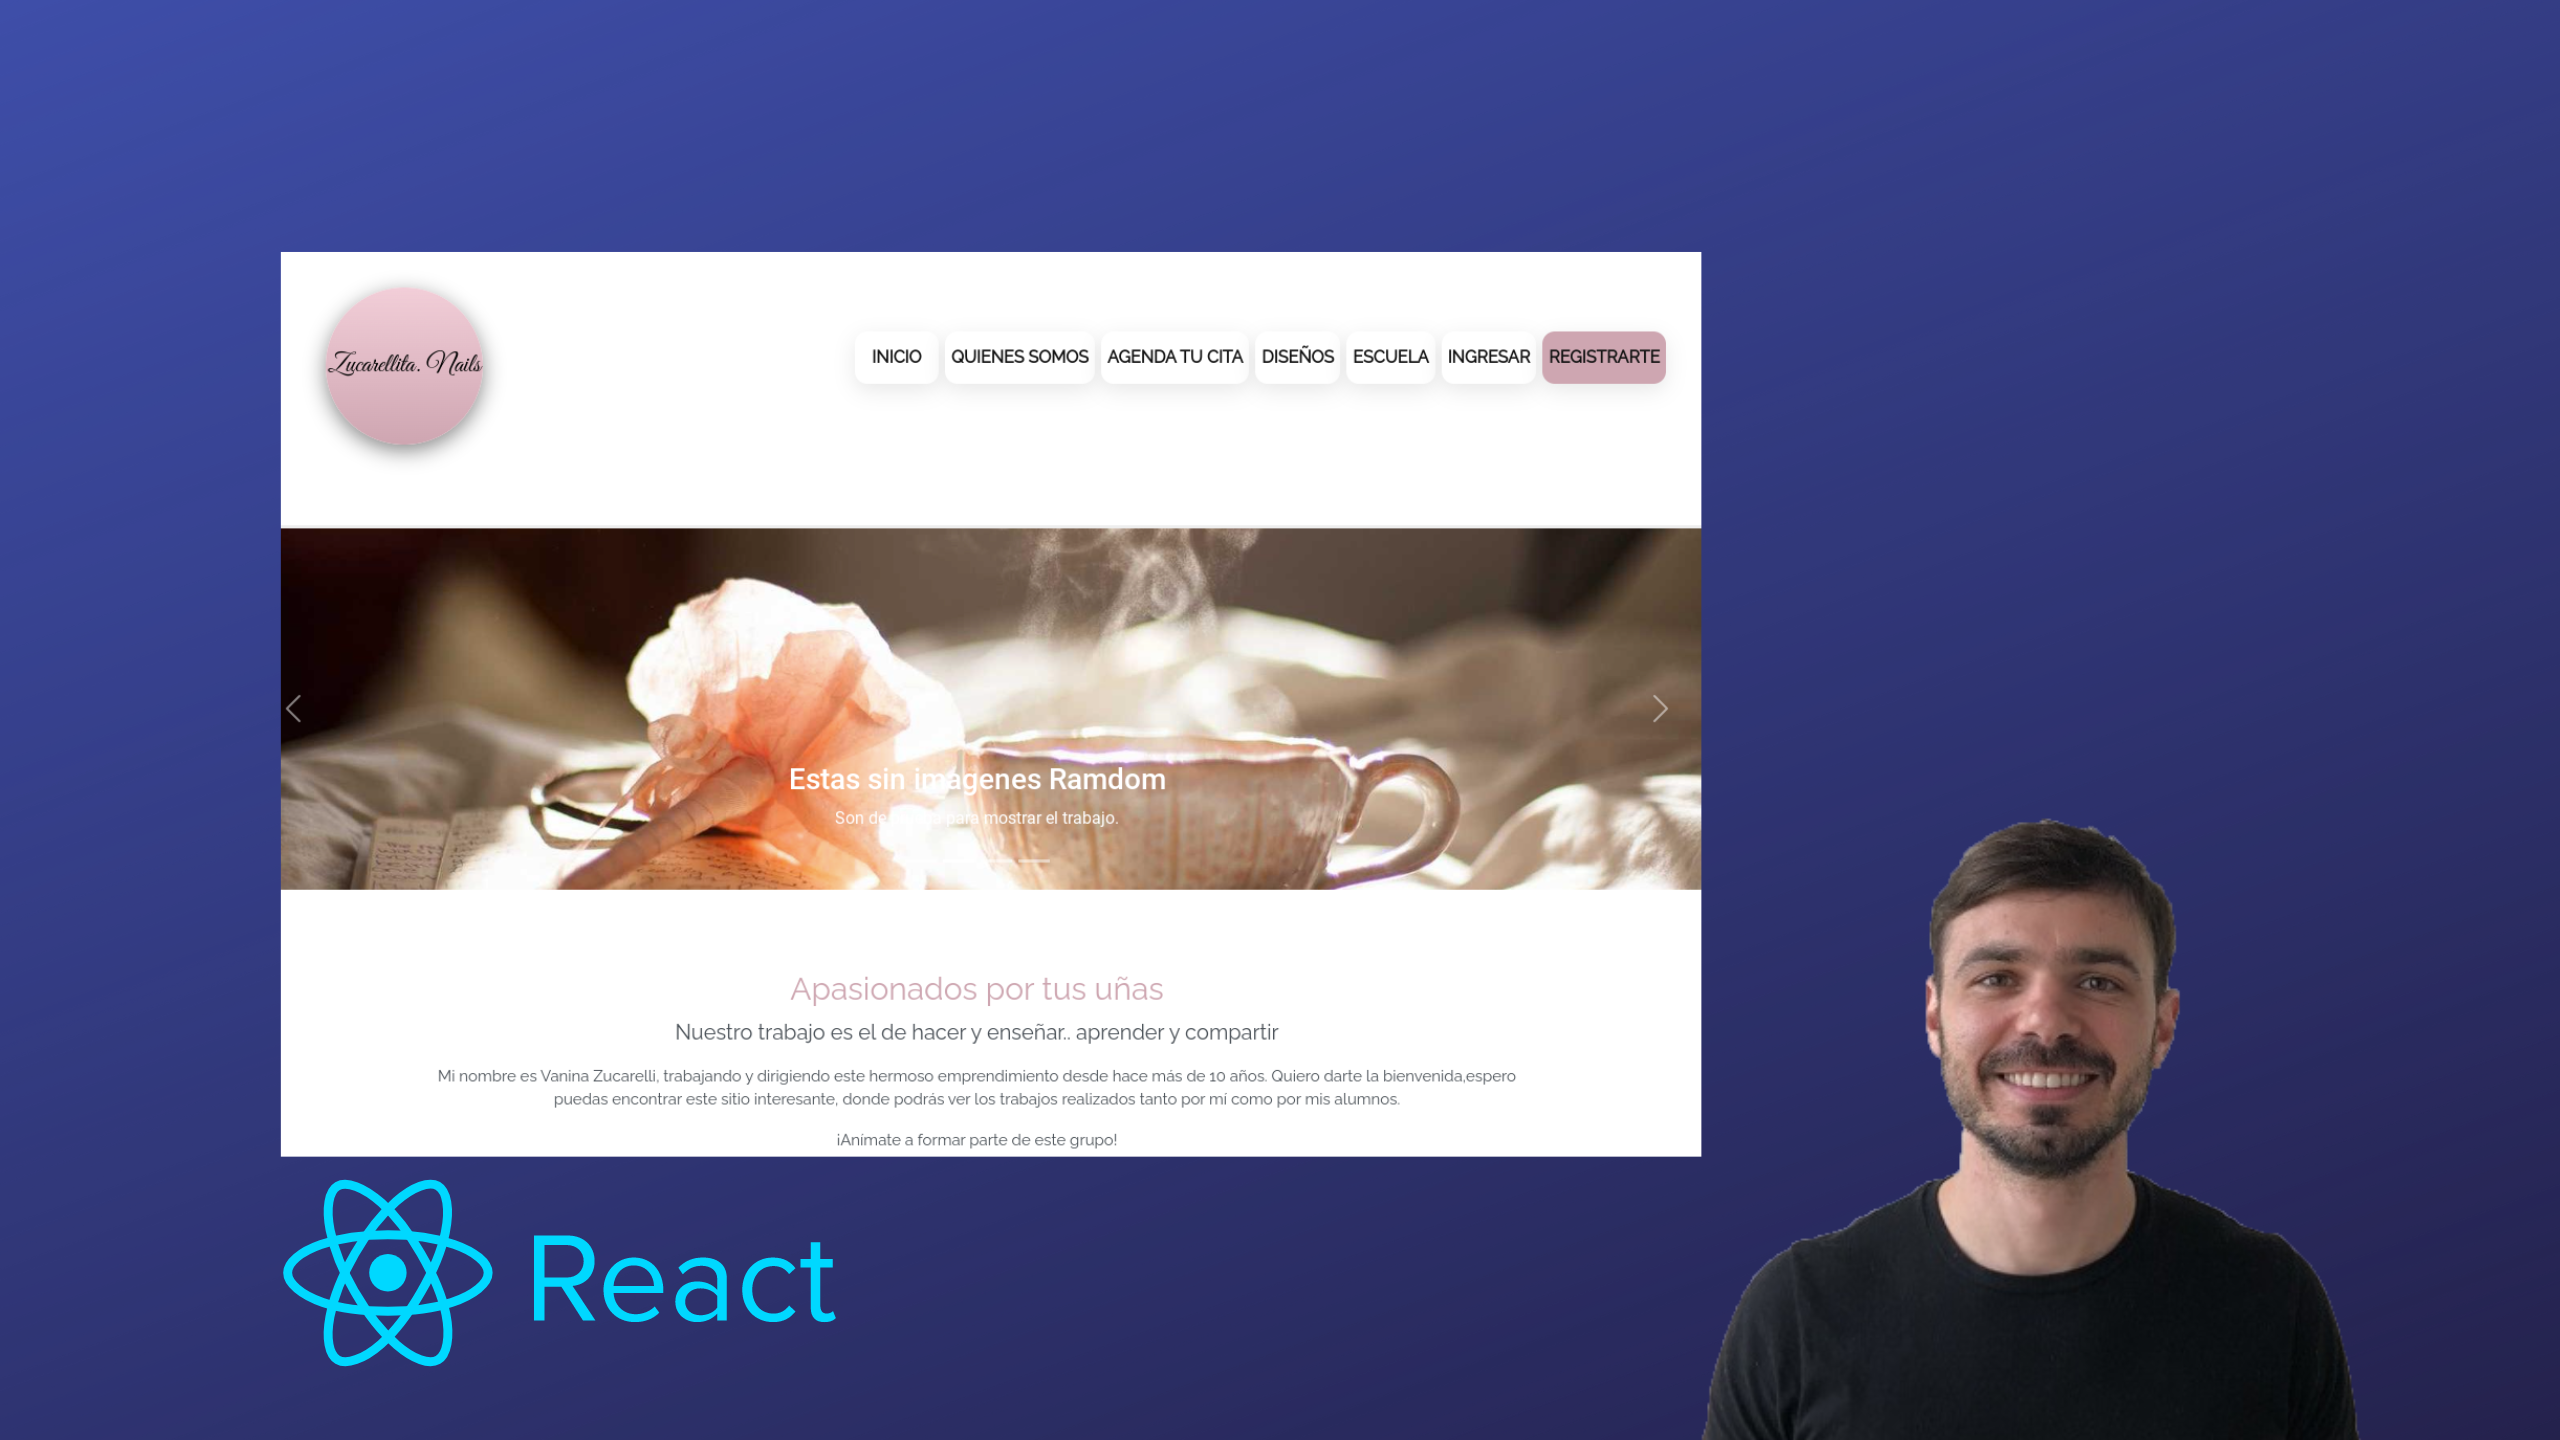 Zucarellita. Nails
INICIO
QUIENES SOMOS
AGENDA TU CITA
DISEÑOS
ESCUELA
INGRESAR
REGISTRARTE
Estas sin imágenes Ramdom
Son de para mostrar el trabajo.
Apasionados por tus uñas
Nuestro trabajo es el de hacer y enseñar.. aprender y compartir
Mi nombre es Vanina Zucarelli, trabajando y dirigiendo este hermoso emprendimiento desde hace más de 10 años. Quiero darte la bienvenida,espero
puedas encontrar este sitio interesante, donde podrás ver los trabajos realizados tanto por mí como por mis alumnos.
¡Anímate a formar parte de este grupo!
React